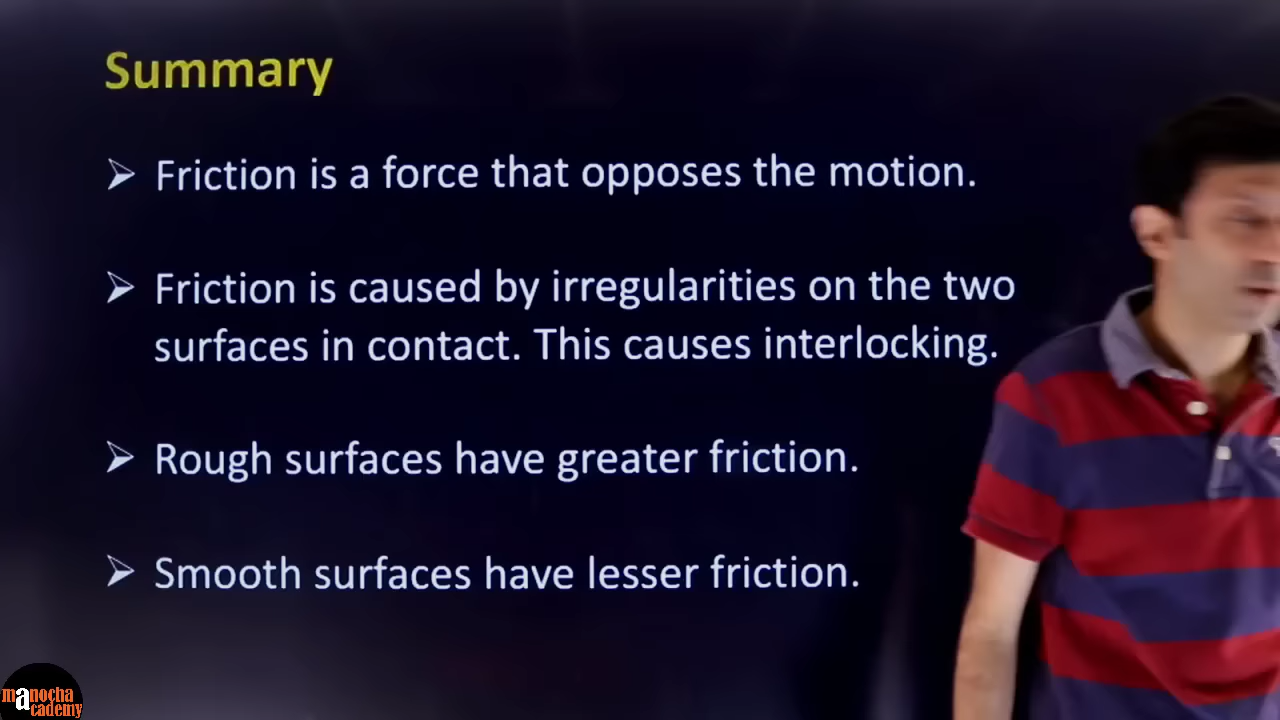 Summary
➢ Friction is a force that opposes the motion.
➢ Friction is caused by irregularities on the two
surfaces in contact. This causes interlocking.
➢ Rough surfaces have greater friction.
➢ Smooth surfaces have lesser friction.
manocha
academy